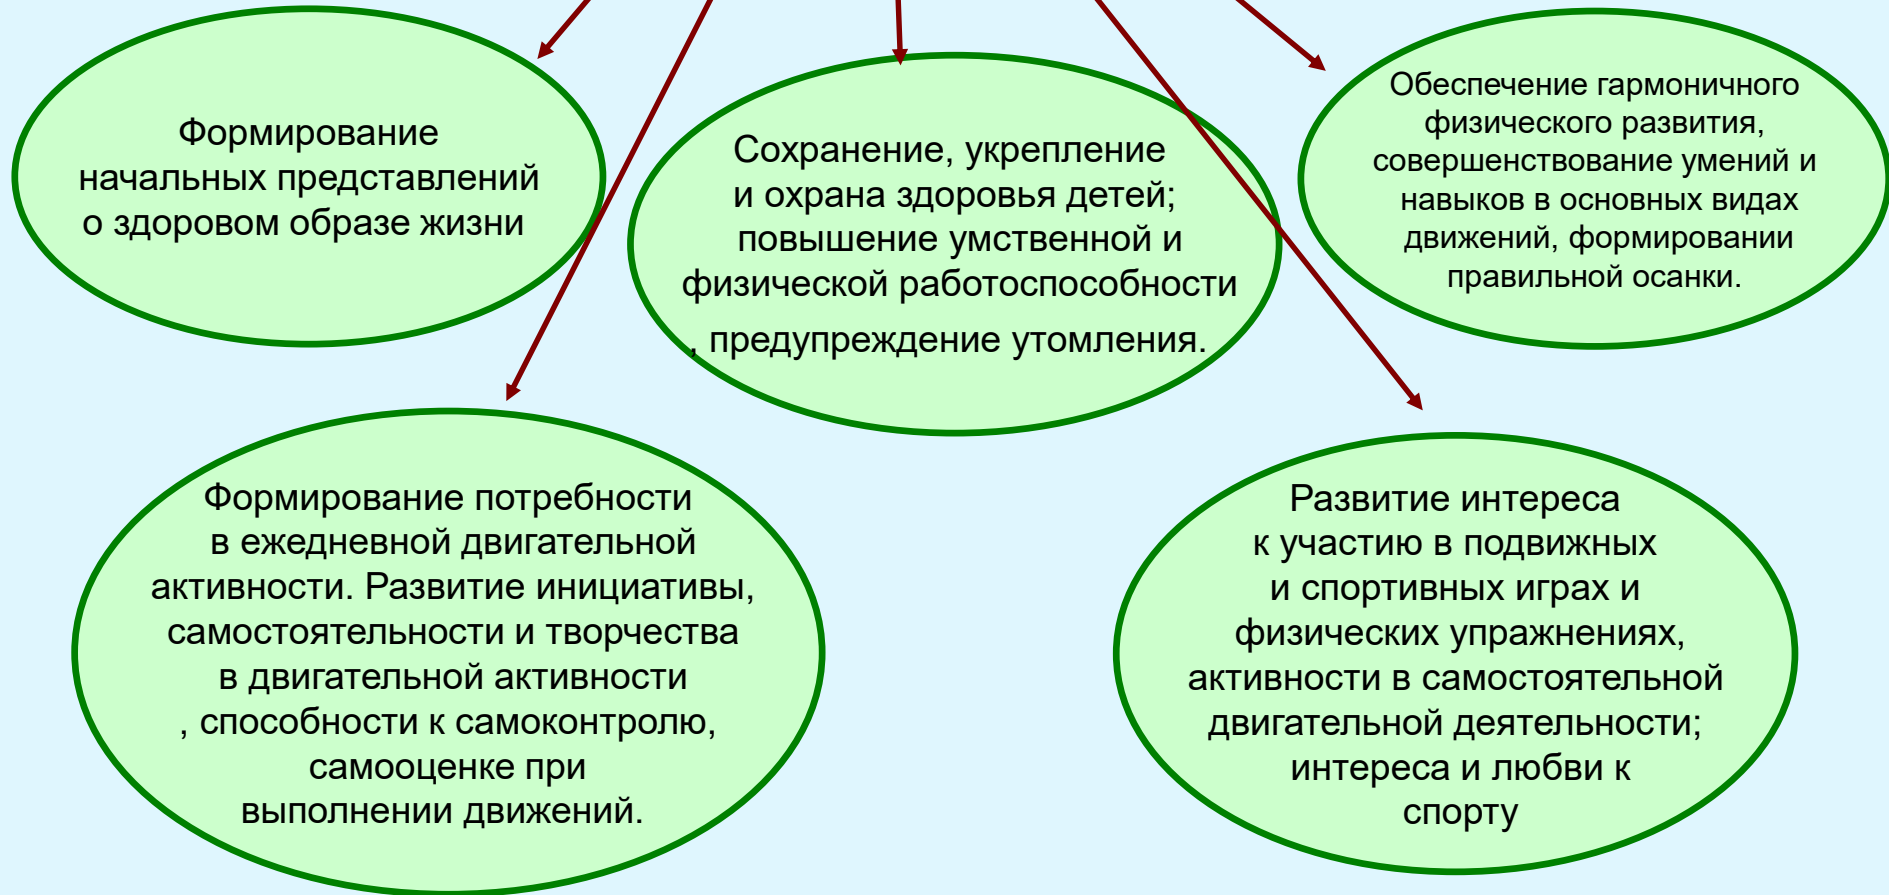 Формирование
начальных представлений
о здоровом образе жизни
Сохранение, укрепление
и охрана здоровья детей;
повышение умственной и
физической работоспособности
, предупреждение утомления.
Обеспечение гармоничного
физического развития,
совершенствование умений и
навыков в основных видах
движений, формировании
правильной осанки.
Формирование потребности
в ежедневной двигательной
активности. Развитие инициативы,
самостоятельности и творчества
в двигательной активности
, способности к самоконтролю,
самооценке при
выполнении движений.
Развитие интереса
к участию в подвижных
и спортивных играх и
физических упражнениях,
активности в самостоятельной
двигательной деятельности;
интереса и любви к
спорту